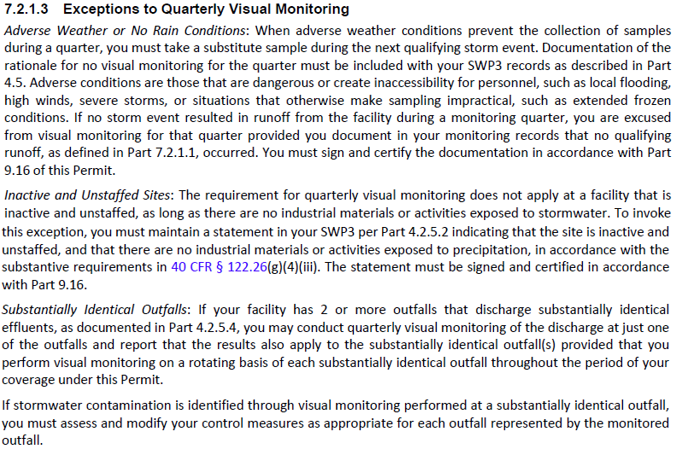 7.2.1.3 Exceptions to Quarterly Visual Monitoring
Adverse Weather or No Rain Conditions: When adverse weather conditions prevent the collection of samples
during a quarter, you must take a substitute sample during the next qualifying storm event. Documentation of the
rationale for no visual monitoring for the quarter must be included with your SWP3 records as described in Part
4.5. Adverse conditions are those that are dangerous or create inaccessibility for personnel, such as local flooding,
high winds, severe storms, or situations that otherwise make sampling impractical, such as extended frozen
conditions. If no storm event resulted in runoff from the facility during a monitoring quarter, you are excused
from visual monitoring for that quarter provided you document in your monitoring records that no qualifying
runoff, as defined in Part 7.2.1.1, occurred. You must sign and certify the documentation in accordance with Part
9.16 of this Permit.
Inactive and Unstaffed Sites: The requirement for quarterly visual monitoring does not apply at a facility that is
inactive and unstaffed, as long as there are no industrial materials or activities exposed to stormwater. To invoke
this exception, you must maintain a statement in your SWP3 per Part 4.2.5.2 indicating that the site is inactive and
unstaffed, and that there are no industrial materials or activities exposed to precipitation, in accordance with the
substantive requirements in 40 CFR § 122.26(g)(4)(iii). The statement must be signed and certified in accordance
with Part 9.16.
Substantially Identical Outfalls: If your facility has 2 or more outfalls that discharge substantially identical
effluents, as documented in Part 4.2.5.4, you may conduct quarterly visual monitoring of the discharge at just one
of the outfalls and report that the results also apply to the substantially identical outfall(s) provided that you
perform visual monitoring on a rotating basis of each substantially identical outfall throughout the period of your
coverage under this Permit.
If stormwater contamination is identified through visual monitoring performed at a substantially identical outfall,
you must assess and modify your control measures as appropriate for each outfall represented by the monitored
outfall.